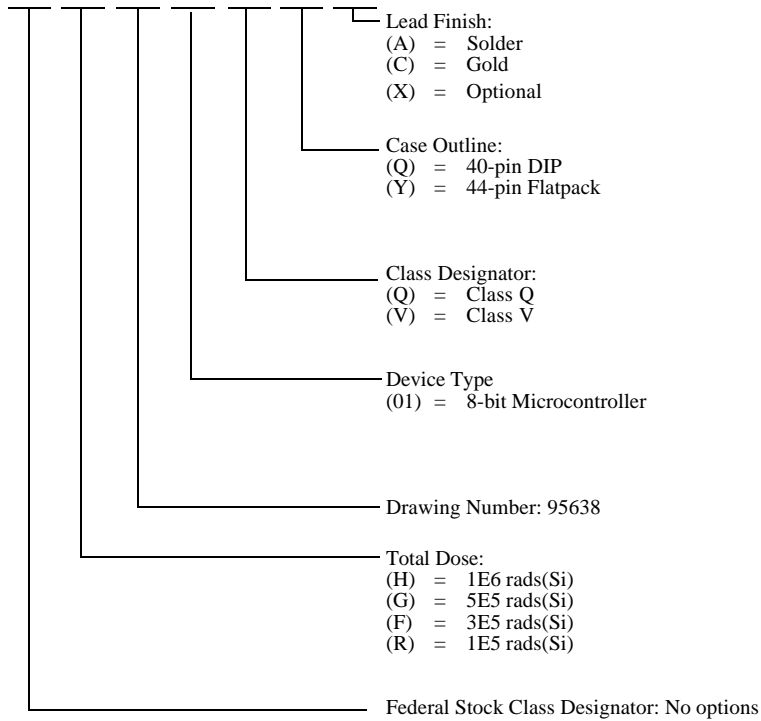 Lead Finish:
(A) = Solder
(C) = Gold
(X) = Optional
Case Outline:
(Q) = 40-pin DIP
(Y) = 44-pin Flatpack
Class Designator:
(Q) = Class Q
(V) = Class V
Device Type
(01) = 8-bit Microcontroller
Drawing Number: 95638
Total Dose:
(H) = 1E6 rads(Si)
(G) = 5E5 rads(Si)
(F) = 3E5 rads(Si)
(R) = 1E5 rads(Si)
Federal Stock Class Designator: No options